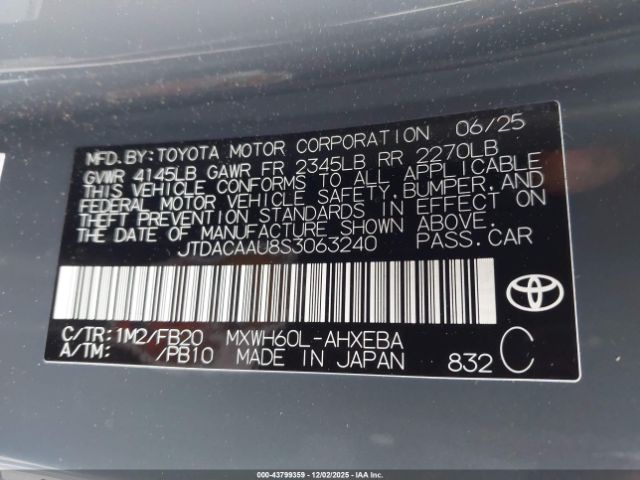 MFD.BY:TOYOTA MOTOR CORPORATION 06/25
GVWR 4145LB GAWR FR 2345LB RR 2270LB
THIS VEHICLE CONFORMS TO ALL APPLICABLE
FEDERAL MOTOR VEHICLE SAFETY, BUMPER, AND
THEFT PREVENTION STANDARDS IN EFFECT ON
THE DATE OF MANUFACTURE SHOWN ABOVE.
JTDACAAU8S3063240 PASS.CAR
C/TR:1M2/FB20 MXWH60L-AHXEBA
A/TM: /PB10 MADE IN JAPAN 832 C
000-43799359 - 12/02/2025 - IAA Inc. - Copyright